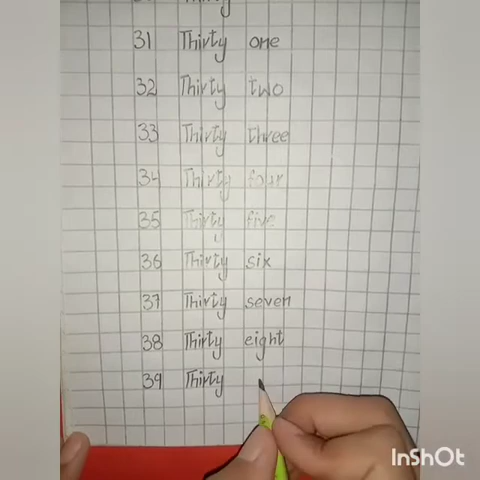 31 Thirty one
32 Thirty two
33 Thirty three
34 Thirty four
35 Thirty five
36 Thirty six
37 Thirty seven
38 Thirty eight
39 Thirty
InShOt